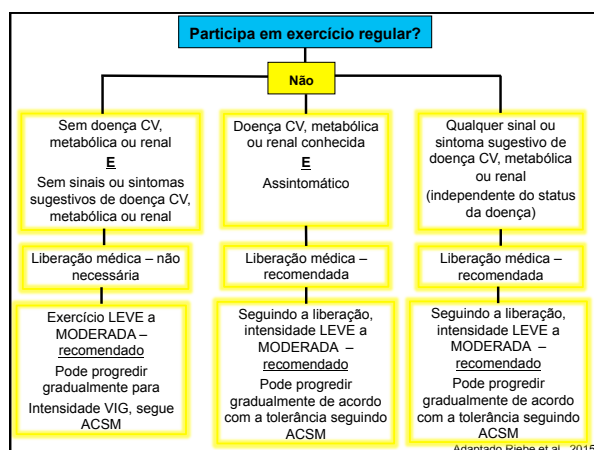 Participa em exercício regular?
Não
Sem doença CV,
metabólica ou renal
E
Sem sinais ou sintomas
sugestivos de doença CV,
metabólica ou renal
Doença CV, metabólica
ou renal conhecida
E
Assintomático
Qualquer sinal ou
sintoma sugestivo de
doença CV, metabólica
ou renal
(independente do status
da doença)
Liberação médica – não
necessária
Liberação médica –
recomendada
Liberação médica –
recomendada
Exercício LEVE a
MODERADA –
recomendado
Pode progredir
gradualmente para
Intensidade VIG, segue
ACSM
Seguindo a liberação,
intensidade LEVE a
MODERADA –
recomendado
Pode progredir
gradualmente de acordo
com a tolerância seguindo
ACSM
Seguindo a liberação,
intensidade LEVE a
MODERADA –
recomendado
Pode progredir
gradualmente de acordo
com a tolerância seguindo
ACSM
Adaptado Riebe et al., 2015